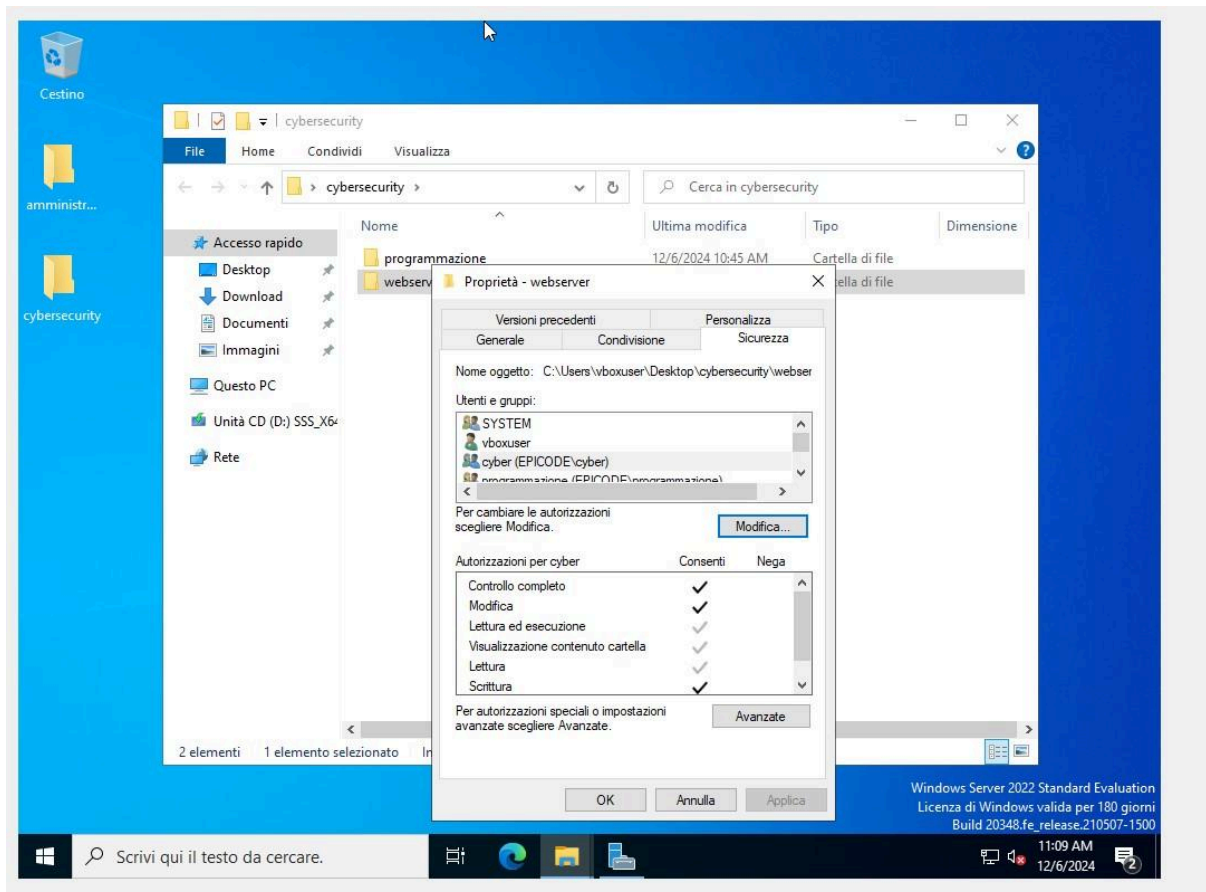 Cestino
amministr...
cybersecurity
cybersecurity
File Home Condividi Visualizza
cybersecurity
Cerca in cybersecurity
Nome Ultima modifica Tipo Dimensione
Accesso rapido
Desktop
Download
Documenti
Immagini
Questo PC
Unità CD (D:) SSS_X64
Rete
programmazione 12/6/2024 10:45 AM Cartella di file
webserv tella di file
Proprietà - webserver
Versioni precedenti Personalizza
Generale Condivisione Sicurezza
Nome oggetto: C:\Users\vboxuser\Desktop\cybersecurity\webser
Utenti e gruppi:
SYSTEM
vboxuser
cyber (EPICODE\cyber)
programmazione (EPICODE\programmazione)
Per cambiare le autorizzazioni
scegliere Modifica.
Modifica...
Autorizzazioni per cyber Consenti Nega
Controllo completo
Modifica
Lettura ed esecuzione
Visualizzazione contenuto cartella
Lettura
Scrittura
Per autorizzazioni speciali o impostazioni
avanzate scegliere Avanzate.
Avanzate
OK Annulla Applica
2 elementi 1 elemento selezionato
Windows Server 2022 Standard Evaluation
Licenza di Windows valida per 180 giorni
Build 20348.fe_release.210507-1500
Scrivi qui il testo da cercare.
11:09 AM
12/6/2024
2